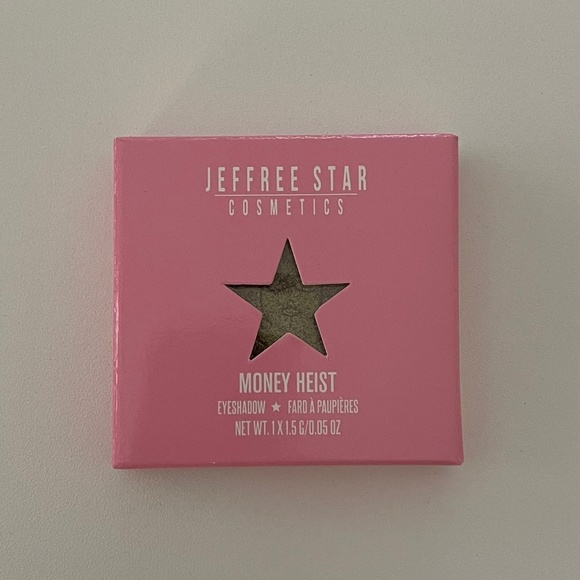 JEFFREE STAR
COSMETICS
MONEY HEIST
EYESHADOW ★ FARD À PAUPIÈRES
NET WT. 1 X 1.5 G/0.05 OZ